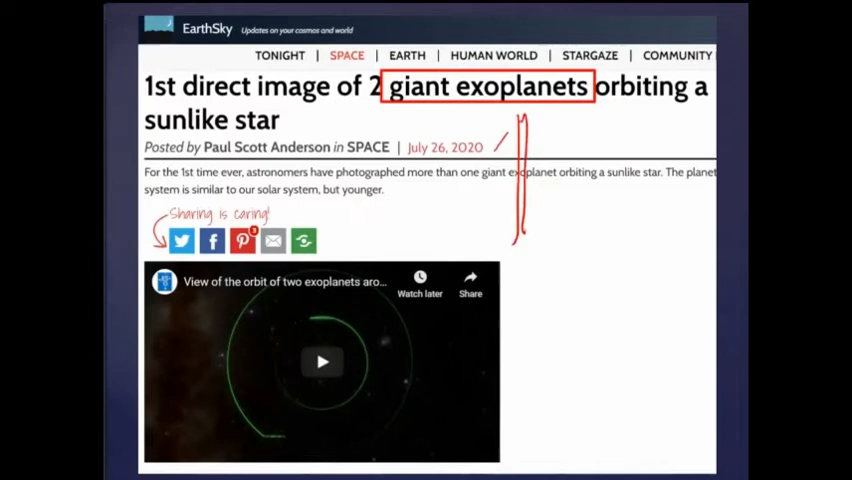 EarthSky Updates on your cosmos and world
TONIGHT | SPACE | EARTH | HUMAN WORLD | STARGAZE | COMMUNITY
1st direct image of 2 giant exoplanets orbiting a
sunlike star
Posted by Paul Scott Anderson in SPACE | July 26, 2020
For the 1st time ever, astronomers have photographed more than one giant exoplanet orbiting a sunlike star. The planet
system is similar to our solar system, but younger.
Sharing is caring!
3
View of the orbit of two exoplanets aro...
Watch later
Share